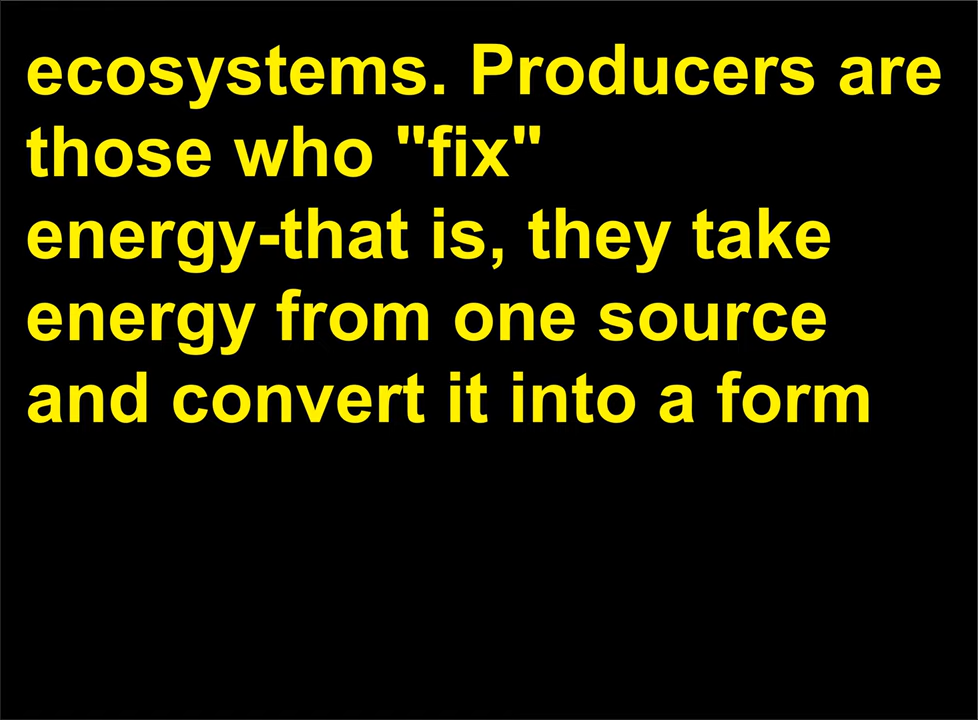 ecosystems. Producers are
those who "fix"
energy-that is, they take
energy from one source
and convert it into a form